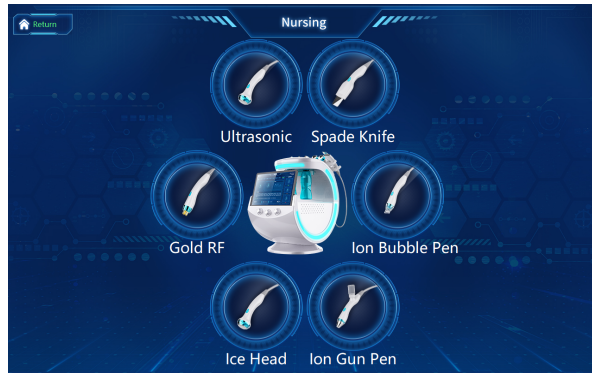 Return
Nursing
Ultrasonic
Spade Knife
Gold RF
Ion Bubble Pen
Ice Head
Ion Gun Pen